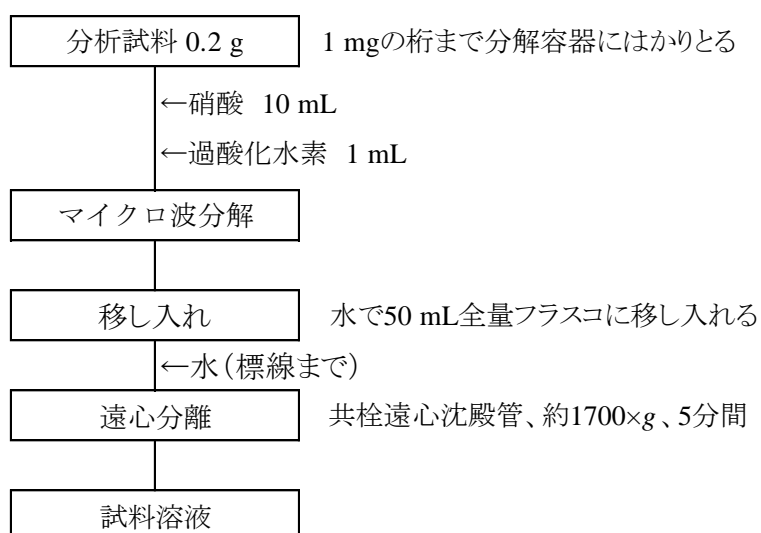 分析試料 0.2 g 1 mgの桁まで分解容器にはかりとる
←硝酸 10 mL
←過酸化水素 1 mL
マイクロ波分解
移し入れ 水で50 mL全量フラスコに移し入れる
←水（標線まで）
遠心分離 共栓遠心沈殿管、約1700×g、5分間
試料溶液